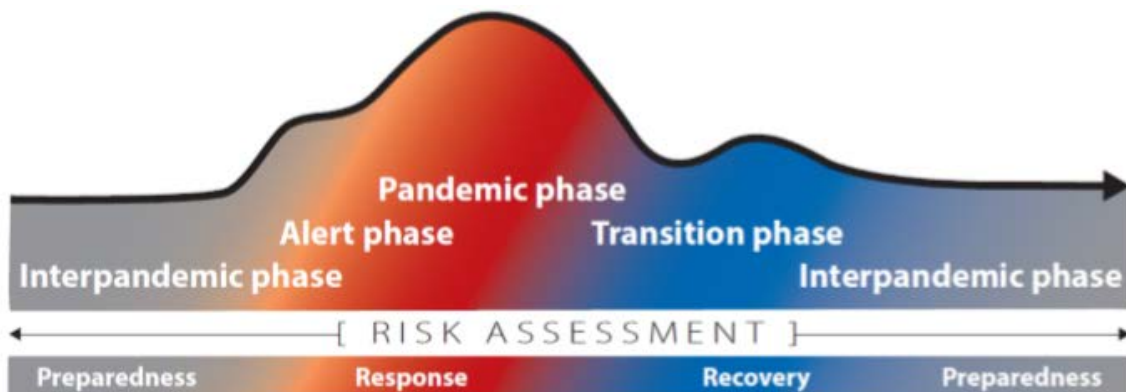 Pandemic phase
Alert phase
Transition phase
Interpandemic phase
Interpandemic phase
[ RISK ASSESSMENT ]
Preparedness
Response
Recovery
Preparedness